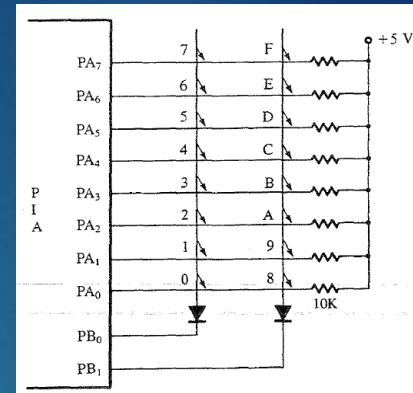 +5 V
7 F
PA7
6 E
PA6
5 D
PA5
4 C
PA4
3 B
P PA3
I 2 A
A PA2
1 9
PA1
0 8
PA0
10K
PB0
PB1